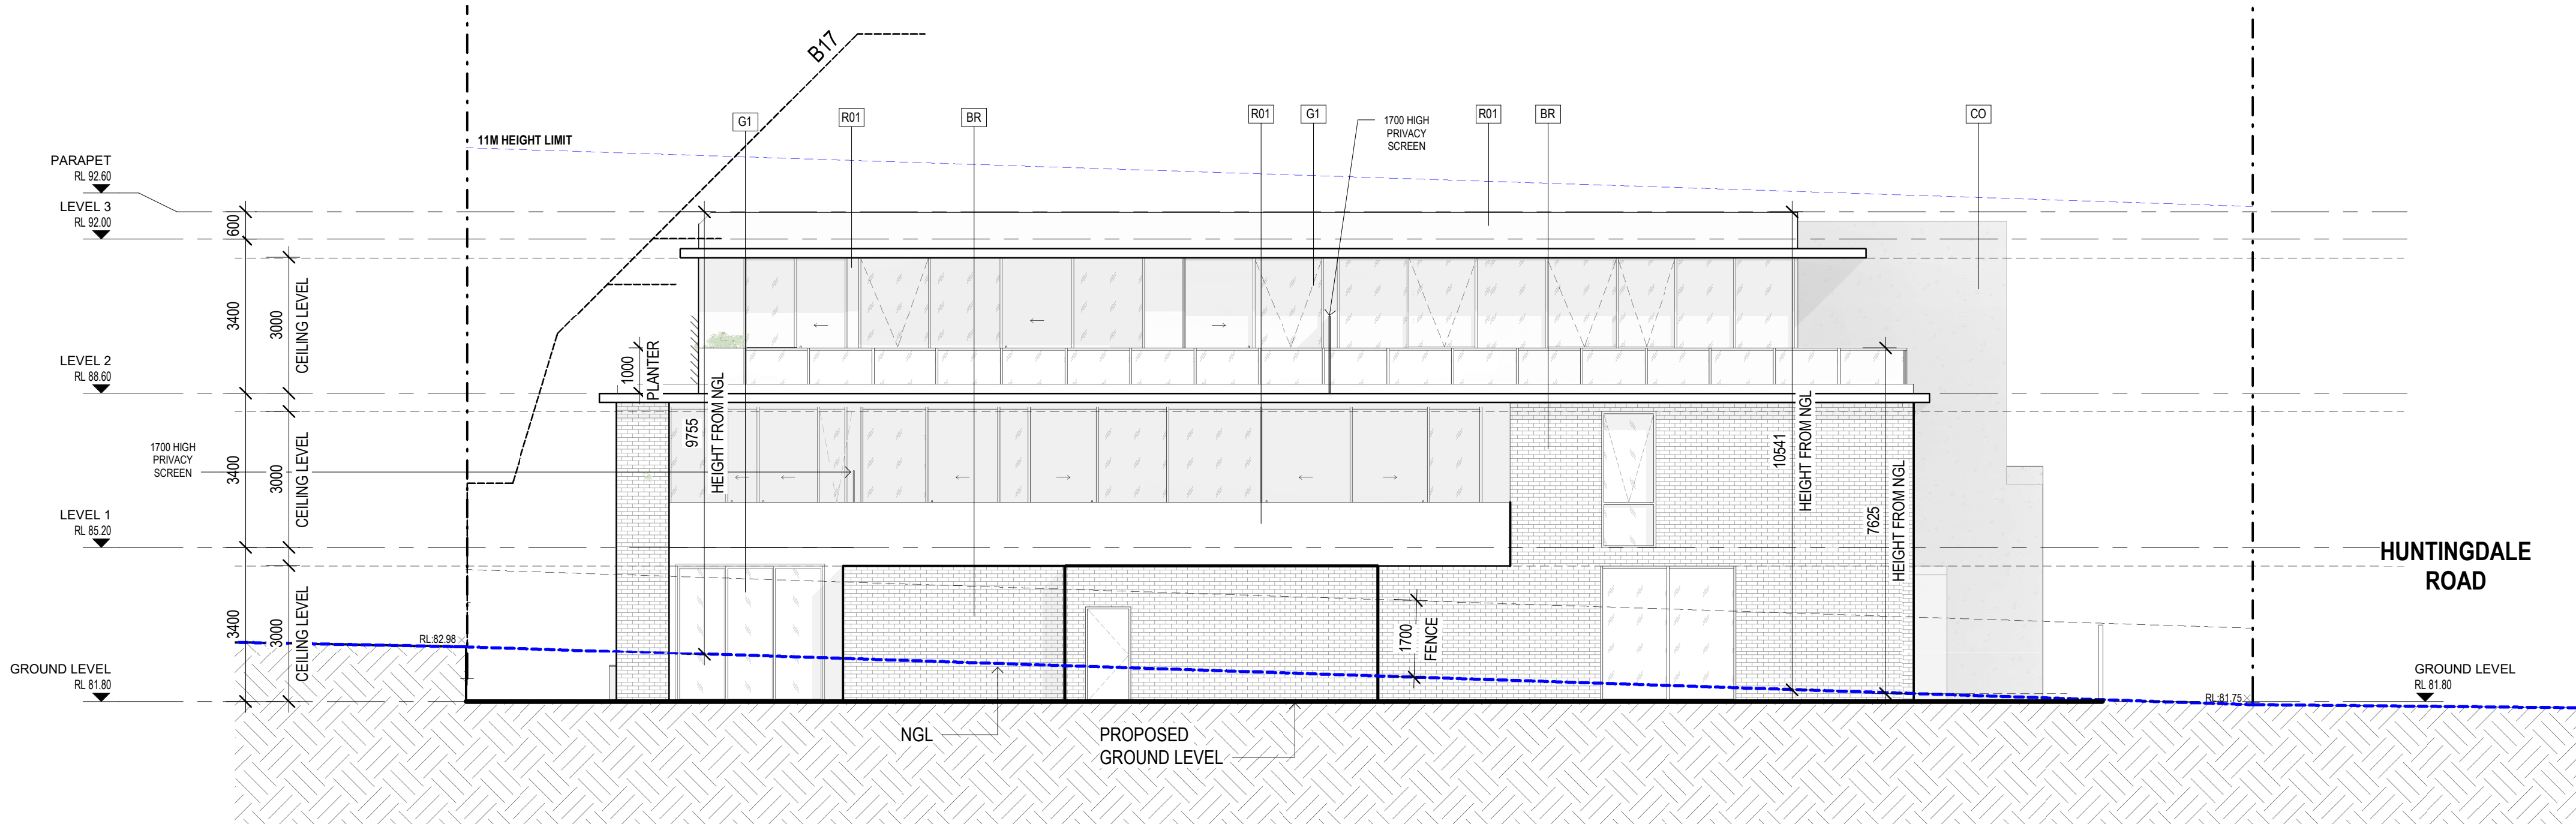 B17
11M HEIGHT LIMIT
G1
R01
BR
R01
G1
1700 HIGH
PRIVACY
SCREEN
R01
BR
CO
PARAPET
RL 92.60
LEVEL 3
RL 92.00
LEVEL 2
RL 88.60
1700 HIGH
PRIVACY
SCREEN
LEVEL 1
RL 85.20
GROUND LEVEL
RL 81.80
600
3400
3400
3400
3000
CEILING LEVEL
3000
CEILING LEVEL
3000
CEILING LEVEL
1000
PLANTER
9755
HEIGHT FROM NGL
10541
HEIGHT FROM NGL
7625
HEIGHT FROM NGL
1700
FENCE
RL:82.98
RL:81.75
NGL
PROPOSED
GROUND LEVEL
HUNTINGDALE
ROAD
GROUND LEVEL
RL 81.80